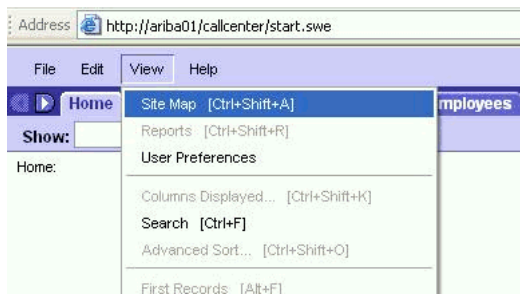 Address http://ariba01/callcenter/start.swe
File Edit View Help
Home mployees
Site Map [Ctrl+Shift+A]
Reports [Ctrl+Shift+R]
Show:
User Preferences
Home:
Columns Displayed... [Ctrl+Shift+K]
Search [Ctrl+F]
Advanced Sort... [Ctrl+Shift+O]
First Records [Alt+F]